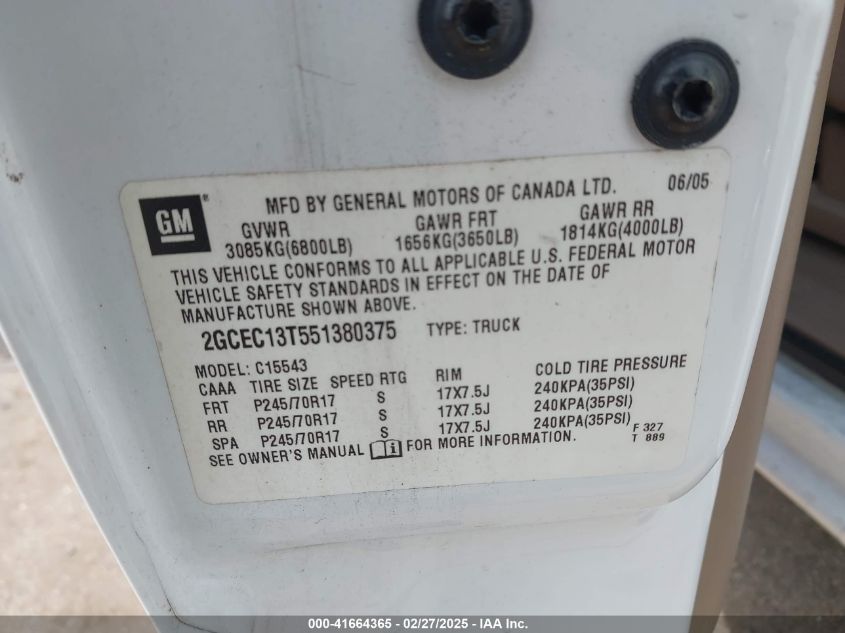 GM
MFD BY GENERAL MOTORS OF CANADA LTD. 06/05
GVWR GAWR FRT GAWR RR
3085KG(6800LB) 1656KG(3650LB) 1814KG(4000LB)
THIS VEHICLE CONFORMS TO ALL APPLICABLE U.S. FEDERAL MOTOR
VEHICLE SAFETY STANDARDS IN EFFECT ON THE DATE OF
MANUFACTURE SHOWN ABOVE.
2GCEC13T551380375 TYPE: TRUCK
MODEL: C15543
CAAA TIRE SIZE SPEED RTG RIM COLD TIRE PRESSURE
FRT P245/70R17 S 17X7.5J 240KPA(35PSI)
RR P245/70R17 S 17X7.5J 240KPA(35PSI)
SPA P245/70R17 S 17X7.5J 240KPA(35PSI) F 327
SEE OWNER'S MANUAL i FOR MORE INFORMATION. T 889
000-41664365 - 02/27/2025 - IAA Inc.